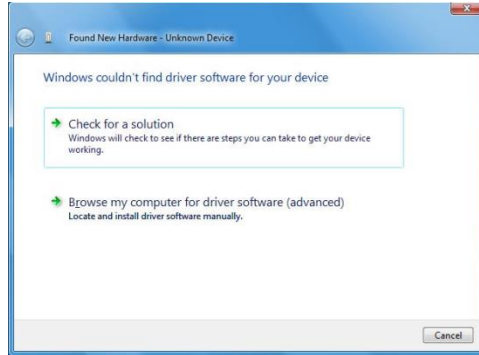 Found New Hardware - Unknown Device
Windows couldn't find driver software for your device
Check for a solution
Windows will check to see if there are steps you can take to get your device
working.
Browse my computer for driver software (advanced)
Locate and install driver software manually.
Cancel